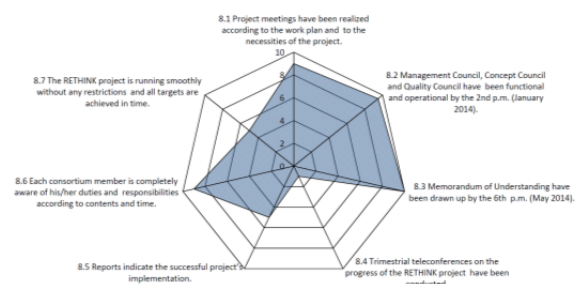 8.1 Project meetings have been realized
according to the work plan and to the
necessities of the project.
10
8
6
4
2
0
8.2 Management Council, Concept Council
and Quality Council have been functional
and operational by the 2nd p.m. (January
2014).
8.3 Memorandum of Understanding have
been drawn up by the 6th p.m. (May 2014).
8.4 Trimestrial teleconferences on the
progress of the RETHINK project have been
conducted
8.5 Reports indicate the successful project's
implementation.
8.6 Each consortium member is completely
aware of his/her duties and responsibilities
according to contents and time.
8.7 The RETHINK project is running smoothly
without any restrictions and all targets are
achieved in time.